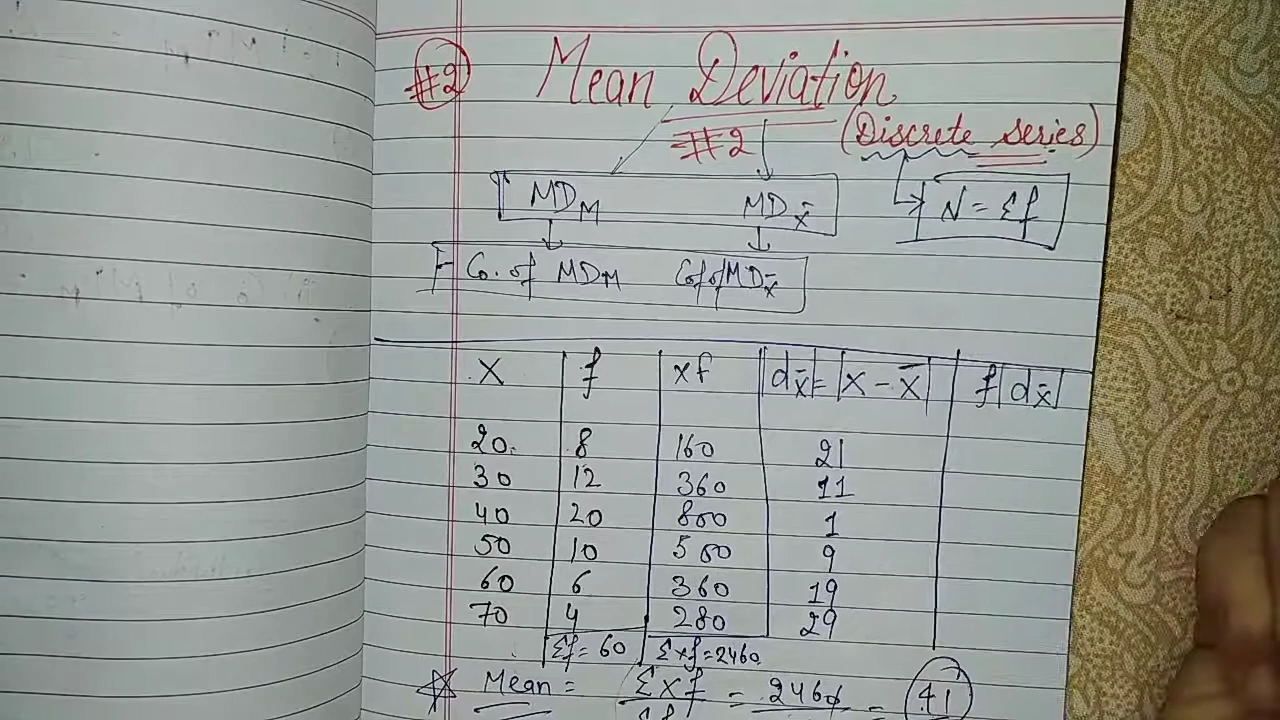 #2 Mean Deviation
#2 (Discrete series)
MD_M MD_x̄ N = Σf
Co. of MD_M Cof of MD_x̄
X f xf |dx̄| = |X - X̄| f|dx̄|
20. 8 160 21
30 12 360 11
40 20 800 1
50 10 500 9
60 6 360 19
70 4 280 29
Σf = 60 Σxf = 2460
Mean = ΣXf = 2460 = 41
Σf